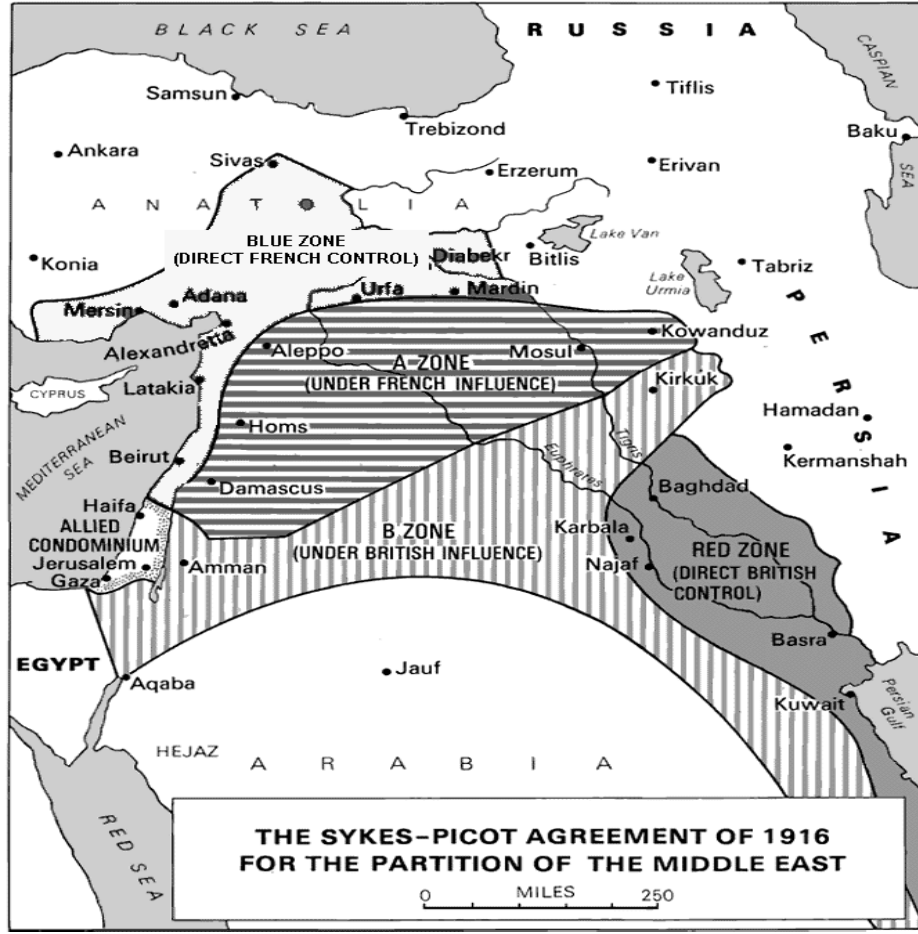 BLACK SEA
RUSSIA
CASPIAN
SEA
Samsun
Tiflis
Trebizond
Baku
Ankara
Sivas
Erzerum
Erivan
ANATOLIA
BLUE ZONE
(DIRECT FRENCH CONTROL)
Lake Van
Diabekr
Bitlis
Konia
Tabriz
Lake
Urmia
Urfa
Mardin
Adana
Mersin
PERSIA
Alexandretta
Aleppo
Mosul
Kowanduz
A ZONE
(UNDER FRENCH INFLUENCE)
Kirkuk
Latakia
CYPRUS
Hamadan
Homs
MEDITERRANEAN
SEA
Beirut
Euphrates
Tigris
Kermanshah
Damascus
Baghdad
Haifa
ALLIED
CONDOMINIUM
Jerusalem
Gaza
B ZONE
(UNDER BRITISH INFLUENCE)
Karbala
Najaf
RED ZONE
(DIRECT BRITISH
CONTROL)
Amman
Basra
EGYPT
Aqaba
Jauf
Kuwait
Persian
Gulf
HEJAZ
ARABIA
RED SEA
THE SYKES-PICOT AGREEMENT OF 1916
FOR THE PARTITION OF THE MIDDLE EAST
0 MILES 250